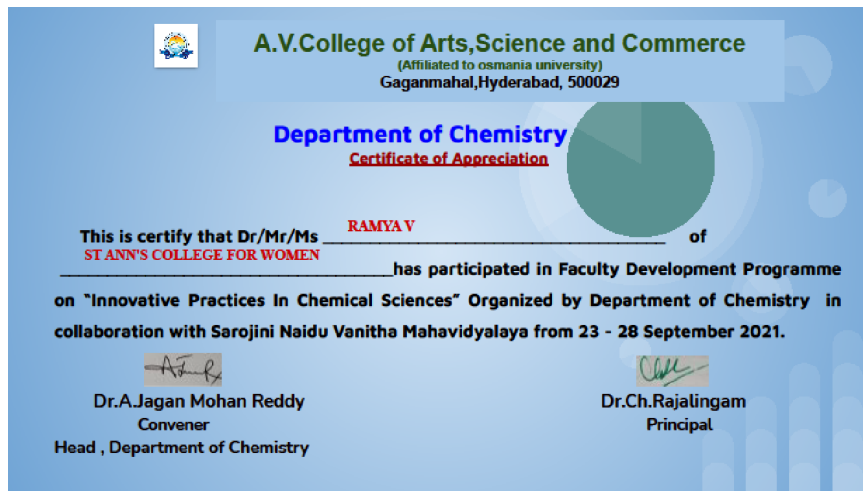 A.V.College of Arts,Science and Commerce
(Affiliated to osmania university)
Gaganmahal,Hyderabad, 500029
Department of Chemistry
Certificate of Appreciation
This is certify that Dr/Mr/Ms RAMYA V of
ST ANN'S COLLEGE FOR WOMEN has participated in Faculty Development Programme
on "Innovative Practices In Chemical Sciences" Organized by Department of Chemistry in
collaboration with Sarojini Naidu Vanitha Mahavidyalaya from 23 - 28 September 2021.
Dr.A.Jagan Mohan Reddy
Convener
Head , Department of Chemistry
Dr.Ch.Rajalingam
Principal